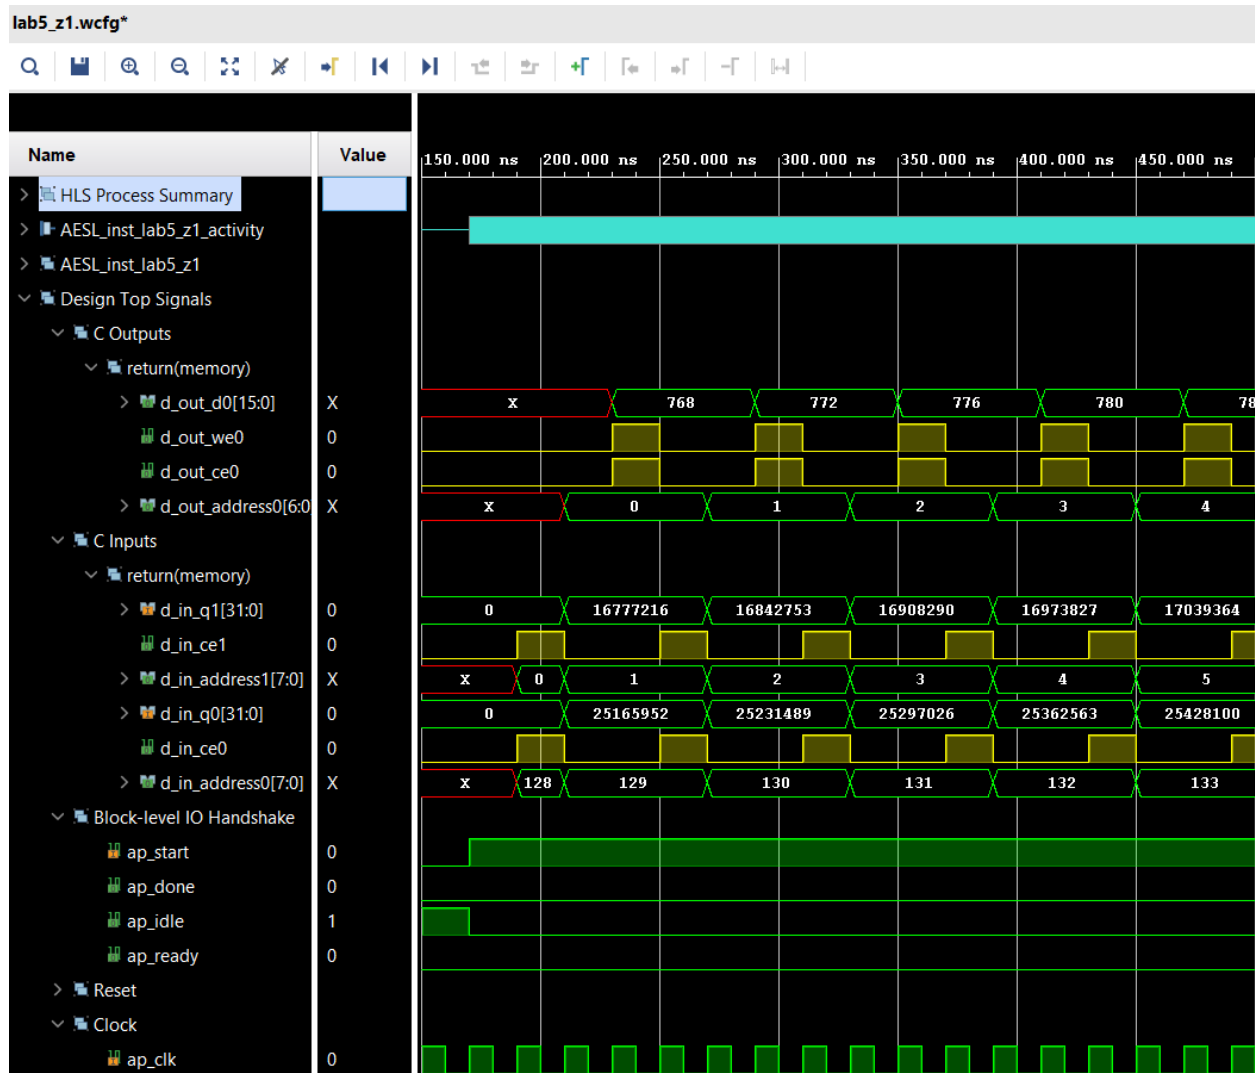 lab5_z1.wcfg*
Name Value 150.000 ns 200.000 ns 250.000 ns 300.000 ns 350.000 ns 400.000 ns 450.000 ns
HLS Process Summary
AESL_inst_lab5_z1_activity
AESL_inst_lab5_z1
Design Top Signals
C Outputs
return(memory)
d_out_d0[15:0] X X 768 772 776 780 78
d_out_we0 0
d_out_ce0 0
d_out_address0[6:0 X X 0 1 2 3 4
C Inputs
return(memory)
d_in_q1[31:0] 0 0 16777216 16842753 16908290 16973827 17039364
d_in_ce1 0
d_in_address1[7:0] X X 0 1 2 3 4 5
d_in_q0[31:0] 0 0 25165952 25231489 25297026 25362563 25428100
d_in_ce0 0
d_in_address0[7:0] X X 128 129 130 131 132 133
Block-level IO Handshake
ap_start 0
ap_done 0
ap_idle 1
ap_ready 0
Reset
Clock
ap_clk 0